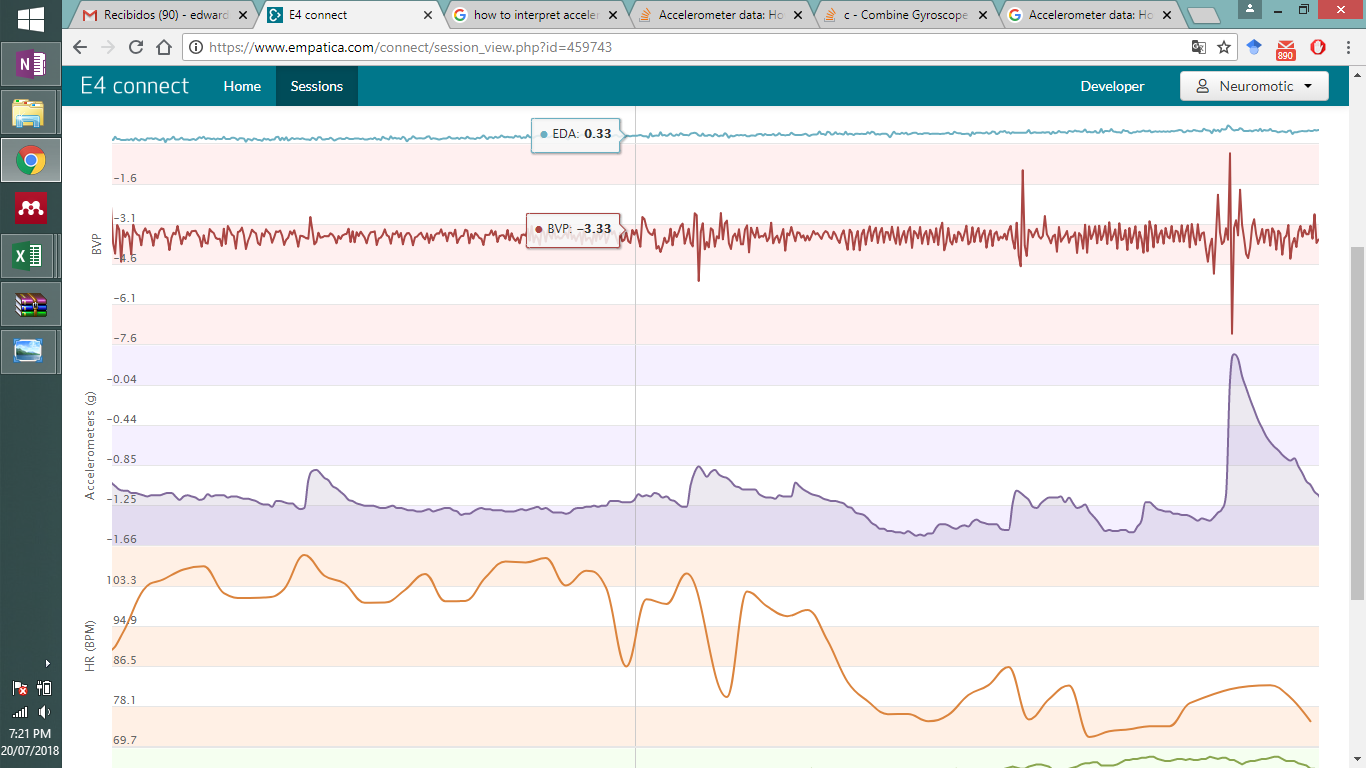 Recibidos (90) - edward
E4 connect
how to interpret acceler
Accelerometer data: Ho
c - Combine Gyroscope
Accelerometer data: Ho
https://www.empatica.com/connect/session_view.php?id=459743
890
E4 connect
Home
Sessions
Developer
Neuromotic
EDA: 0.33
−1.6
−3.1
BVP: −3.33
BVP
−4.6
−6.1
−7.6
−0.04
−0.44
Accelerometers (g)
−0.85
−1.25
−1.66
103.3
94.9
HR (BPM)
86.5
78.1
69.7
7:21 PM
20/07/2018